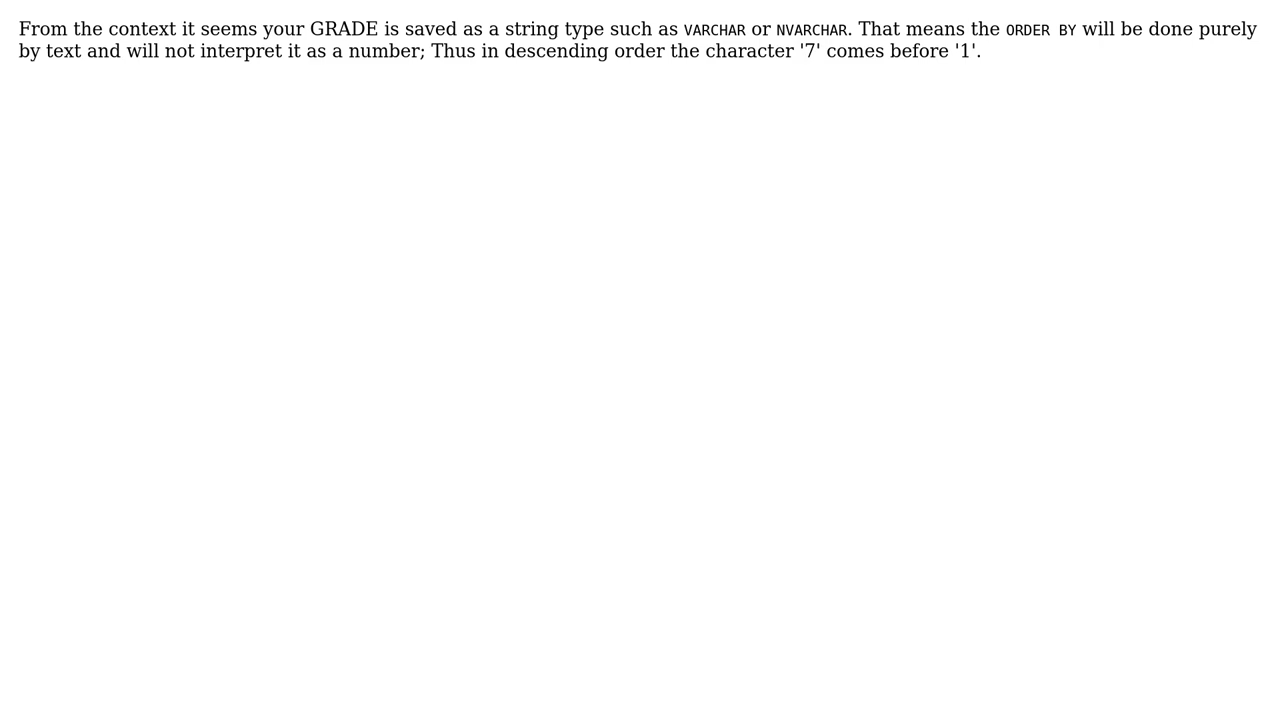 From the context it seems your GRADE is saved as a string type such as VARCHAR or NVARCHAR. That means the ORDER BY will be done purely
by text and will not interpret it as a number; Thus in descending order the character '7' comes before '1'.